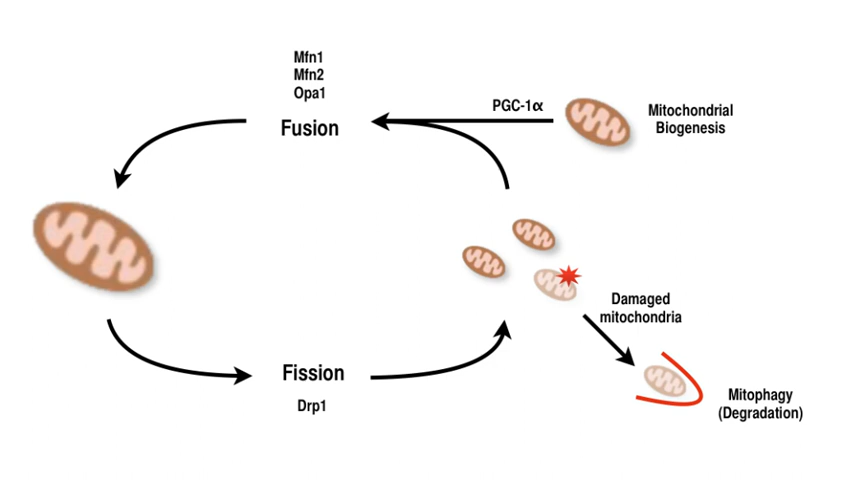 Mfn1
Mfn2
Opa1
Fusion
PGC-1α
Mitochondrial
Biogenesis
Damaged
mitochondria
Fission
Drp1
Mitophagy
(Degradation)